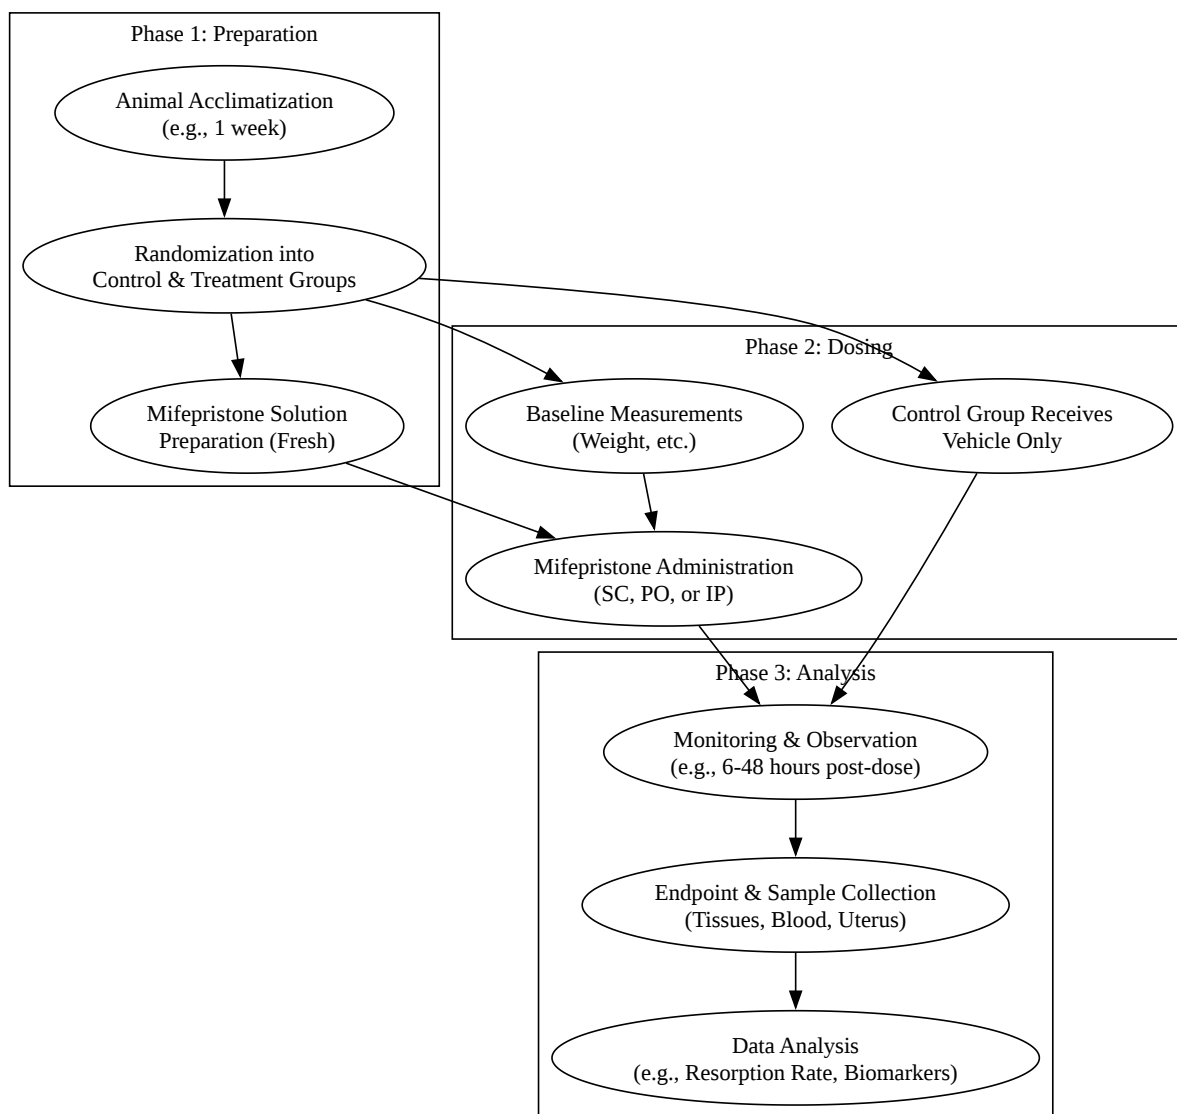 Phase 1: Preparation
Animal Acclimatization
(e.g., 1 week)
Randomization into
Control & Treatment Groups
Mifepristone Solution
Preparation (Fresh)
Phase 2: Dosing
Baseline Measurements
(Weight, etc.)
Control Group Receives
Vehicle Only
Mifepristone Administration
(SC, PO, or IP)
Phase 3: Analysis
Monitoring & Observation
(e.g., 6-48 hours post-dose)
Endpoint & Sample Collection
(Tissues, Blood, Uterus)
Data Analysis
(e.g., Resorption Rate, Biomarkers)